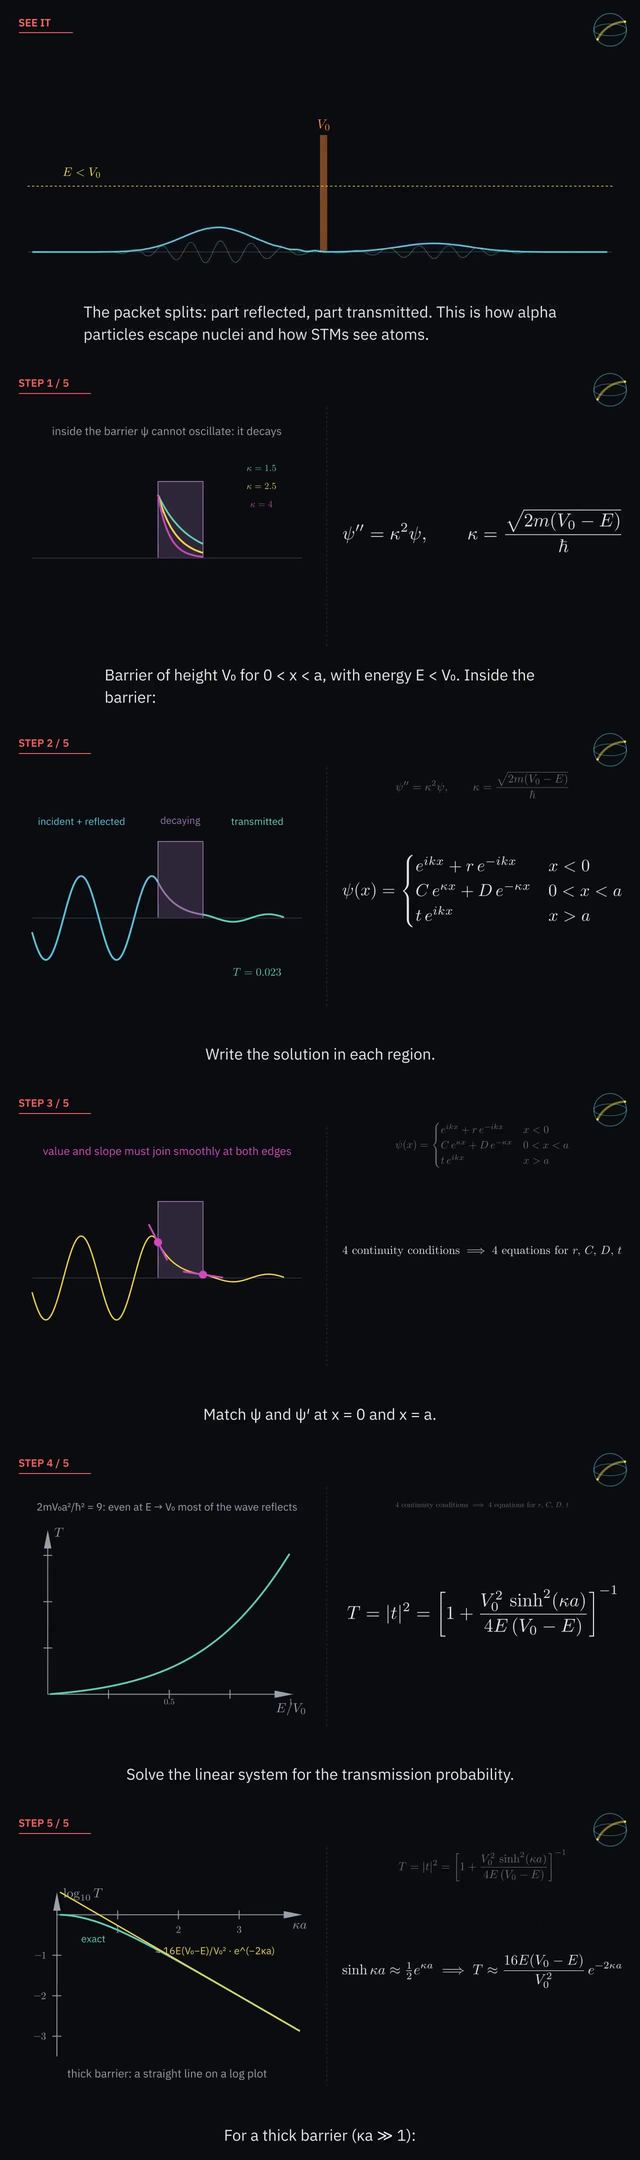 SEE IT
V₀
E < V₀
The packet splits: part reflected, part transmitted. This is how alpha
particles escape nuclei and how STMs see atoms.
STEP 1 / 5
inside the barrier ψ cannot oscillate: it decays
κ = 1.5
κ = 2.5
κ = 4
ψ′′ = κ²ψ, κ = √(2m(V₀ − E)) / ħ
Barrier of height V₀ for 0 < x < a, with energy E < V₀. Inside the
barrier:
STEP 2 / 5
ψ′′ = κ²ψ, κ = √(2m(V₀ − E)) / ħ
incident + reflected decaying transmitted
ψ(x) = { e^{ikx} + r e^{−ikx} x < 0
C e^{κx} + D e^{−κx} 0 < x < a
t e^{ikx} x > a
T = 0.023
Write the solution in each region.
STEP 3 / 5
ψ(x) = { e^{ikx} + r e^{−ikx} x < 0
C e^{κx} + D e^{−κx} 0 < x < a
t e^{ikx} x > a
value and slope must join smoothly at both edges
4 continuity conditions ⟹ 4 equations for r, C, D, t
Match ψ and ψ′ at x = 0 and x = a.
STEP 4 / 5
2mV₀a²/ħ² = 9: even at E → V₀ most of the wave reflects
4 continuity conditions ⟹ 4 equations for r, C, D, t
T
T = |t|² = [1 + V₀² sinh²(κa) / 4E (V₀ − E)]⁻¹
0.5
E/V₀
Solve the linear system for the transmission probability.
STEP 5 / 5
T = |t|² = [1 + V₀² sinh²(κa) / 4E (V₀ − E)]⁻¹
log₁₀ T
1 2 3
κa
exact
≈ 16E(V₀−E)/V₀² · e^(−2κa)
−1
−2
−3
sinh κa ≈ ½e^{κa} ⟹ T ≈ 16E(V₀ − E) / V₀² e^{−2κa}
thick barrier: a straight line on a log plot
For a thick barrier (κa ≫ 1):